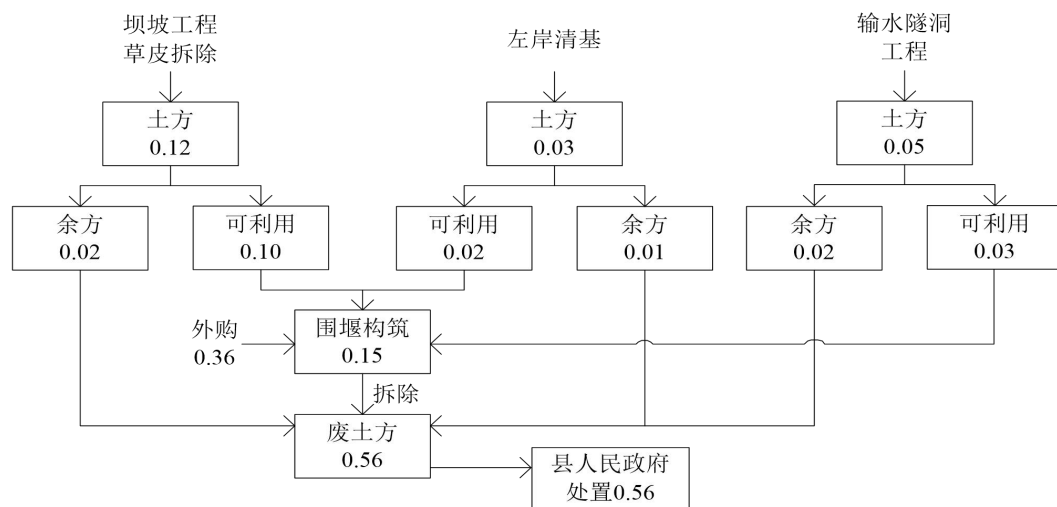 坝坡工程
草皮拆除
左岸清基
输水隧洞
工程
土方
0.12
土方
0.03
土方
0.05
余方
0.02
可利用
0.10
可利用
0.02
余方
0.01
余方
0.02
可利用
0.03
外购
0.36
围堰构筑
0.15
拆除
废土方
0.56
县人民政府
处置0.56